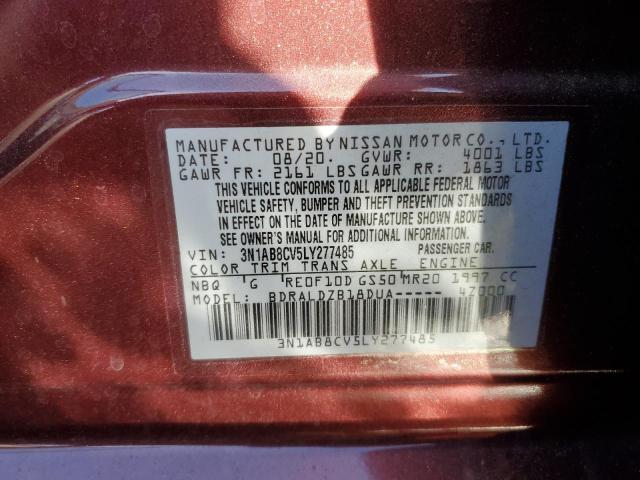 MANUFACTURED BY NISSAN MOTOR CO., LTD.
DATE: 08/20. GVWR: 4001 LBS
GAWR FR: 2161 LBS GAWR RR: 1863 LBS
THIS VEHICLE CONFORMS TO ALL APPLICABLE FEDERAL MOTOR
VEHICLE SAFETY, BUMPER AND THEFT PREVENTION STANDARDS
IN EFFECT ON THE DATE OF MANUFACTURE SHOWN ABOVE.
SEE OWNER'S MANUAL FOR ADDITIONAL INFORMATION.
VIN: 3N1AB8CV5LY277485 PASSENGER CAR.
COLOR TRIM TRANS AXLE ENGINE
NBQ G RE0F10D GS50 MR20 1997 CC
MODEL: BDRALDZB18DUA----- 47000
3N1AB8CV5LY277485